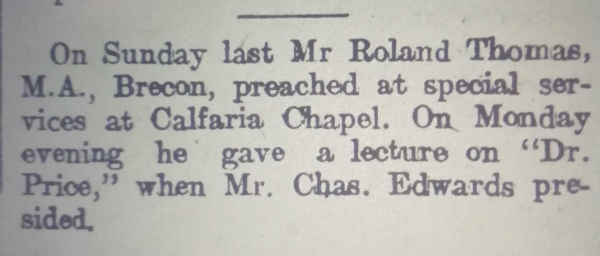 On Sunday last Mr Roland Thomas,
M.A., Brecon, preached at special ser-
vices at Calfaria Chapel. On Monday
evening he gave a lecture on “Dr.
Price,” when Mr. Chas. Edwards pre-
sided.